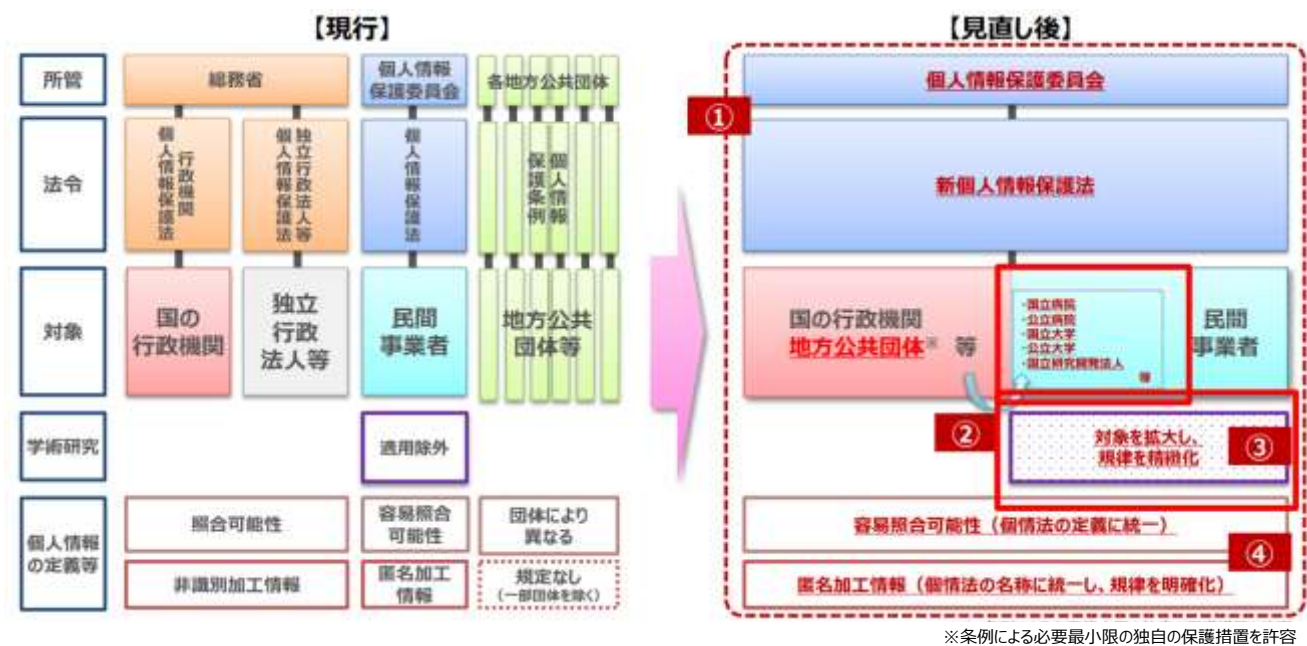 【現行】
【見直し後】
所管
総務省
個人情報
保護委員会
各地方公共団体
個人情報保護委員会
①
法令
行政機関
個人情報保護法
独立行政法人等
個人情報保護法
個人情報保護法
個人情報
保護条例
新個人情報保護法
対象
国の
行政機関
独立
行政
法人等
民間
事業者
地方公共
団体等
国の行政機関
地方公共団体※ 等
・国立病院
・公立病院
・国立大学
・公立大学
・国立研究開発法人
等
民間
事業者
②
学術研究
適用除外
対象を拡大し、
規律を精緻化
③
個人情報
の定義等
照合可能性
容易照合
可能性
団体により
異なる
容易照合可能性（個情法の定義に統一）
④
非識別加工情報
匿名加工
情報
規定なし
（一部団体を除く）
匿名加工情報（個情法の名称に統一し、規律を明確化）
※条例による必要最小限の独自の保護措置を許容